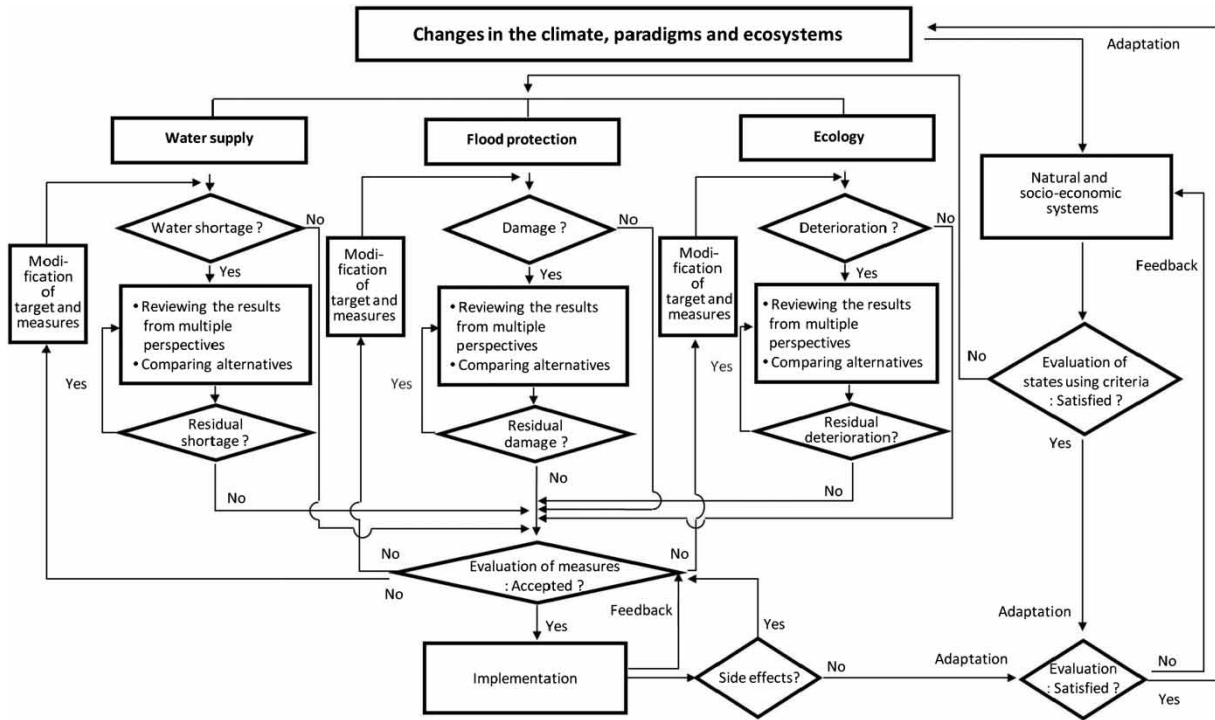 Changes in the climate, paradigms and ecosystems
Adaptation
Water supply
Flood protection
Ecology
Natural and
socio-economic
systems
Water shortage ?
No
Damage ?
No
Deterioration ?
No
Modi-
fication
of
target and
measures
Modi-
fication
of
target and
measures
Modi-
fication
of
target and
measures
Yes
Yes
Yes
Feedback
• Reviewing the results
from multiple
perspectives
• Comparing alternatives
• Reviewing the results
from multiple
perspectives
• Comparing alternatives
• Reviewing the results
from multiple
perspectives
• Comparing alternatives
Yes
Yes
Yes
No
Evaluation of
states using criteria
: Satisfied ?
Residual
shortage ?
Residual
damage ?
Residual
deterioration?
Yes
No
No
No
No
No
No
Evaluation of measures
: Accepted ?
Feedback
Yes
Yes
Adaptation
Implementation
Side effects?
No
Adaptation
Evaluation
: Satisfied ?
No
Yes